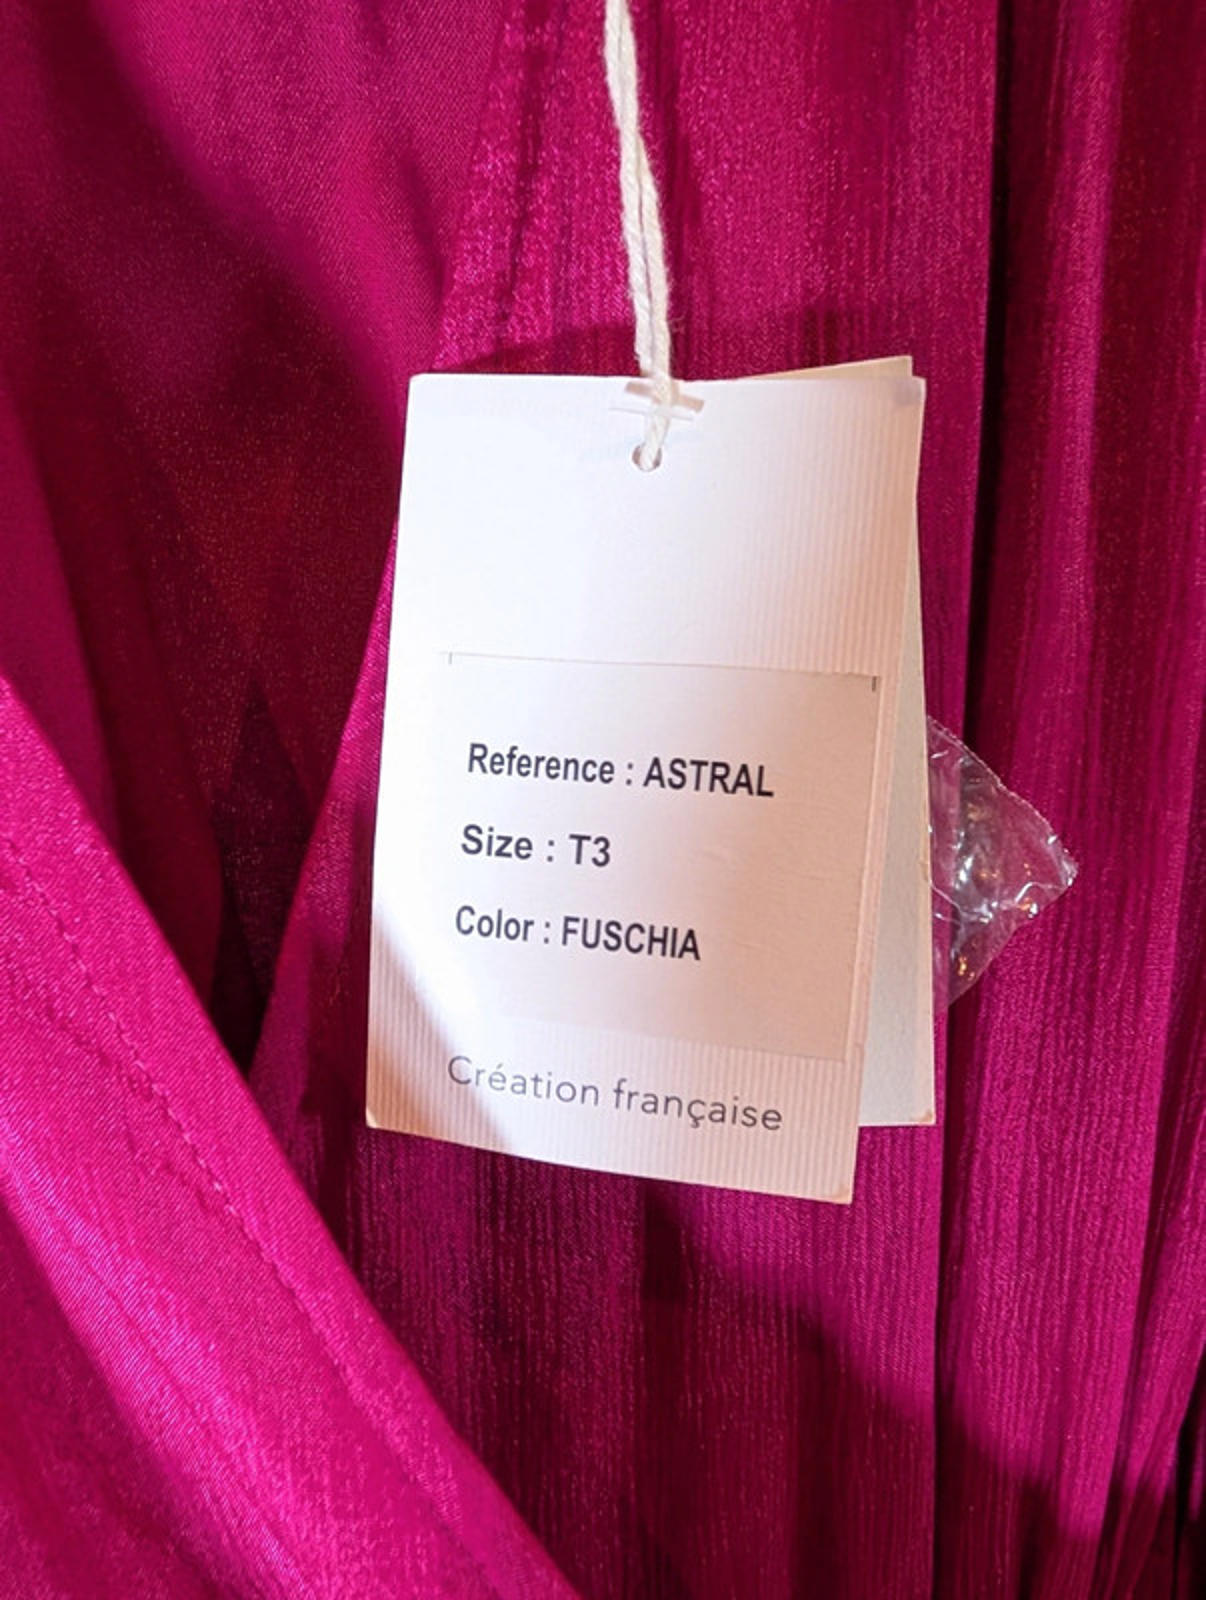 Reference : ASTRAL
Size : T3
Color : FUSCHIA
Création française